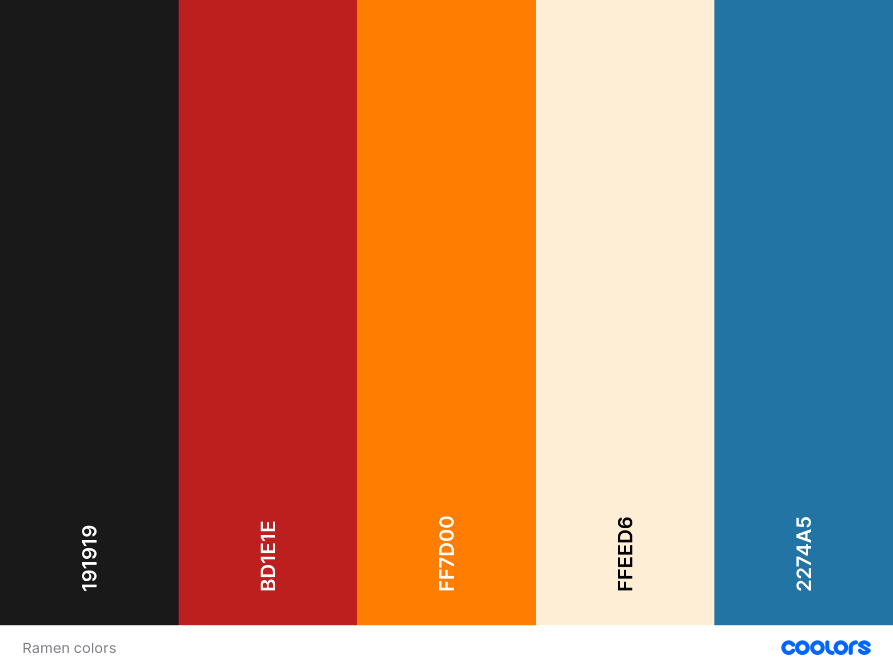 191919
BD1E1E
FF7D00
FFEED6
2274A5
Ramen colors
coolors